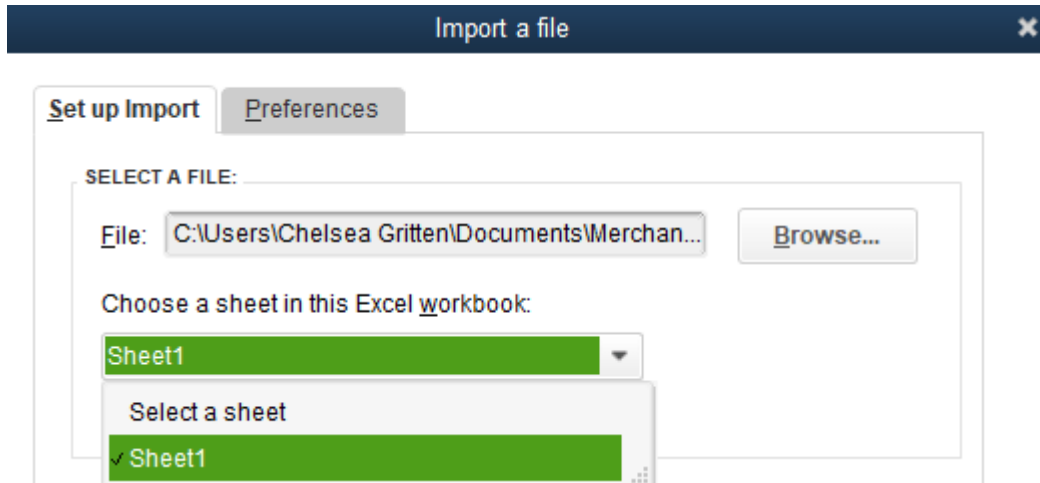 Import a file
Set up Import Preferences
SELECT A FILE:
File: C:\Users\Chelsea Gritten\Documents\Merchan... Browse...
Choose a sheet in this Excel workbook:
Sheet1
Select a sheet
✓ Sheet1